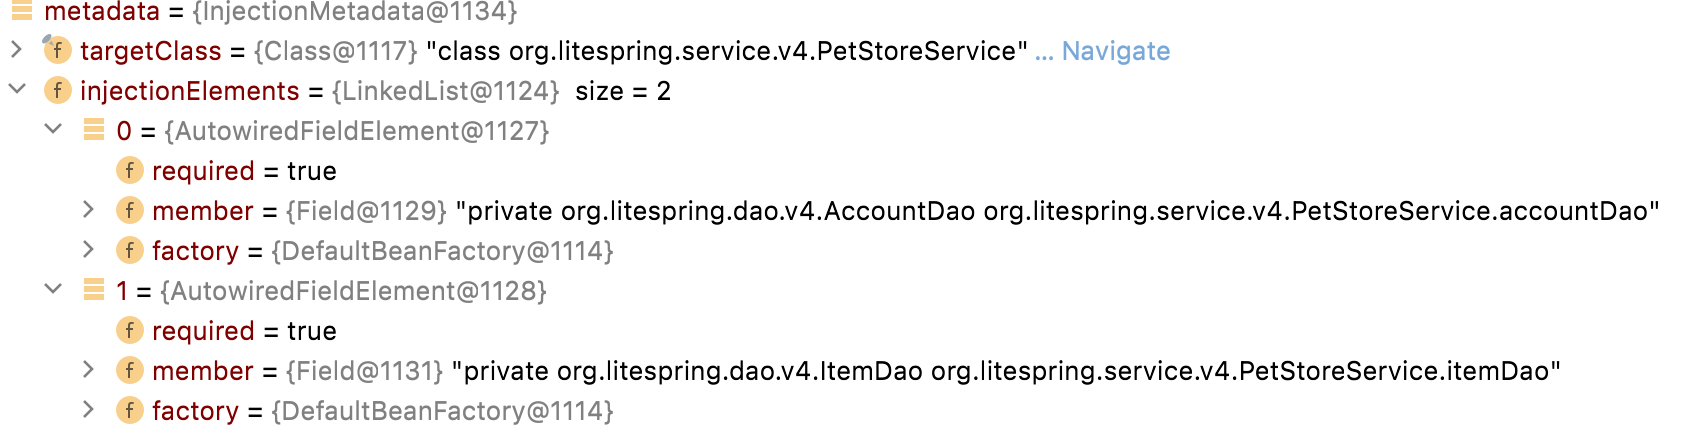 metadata = {InjectionMetadata@1134}
f targetClass = {Class@1117} "class org.litespring.service.v4.PetStoreService" ... Navigate
f injectionElements = {LinkedList@1124} size = 2
0 = {AutowiredFieldElement@1127}
f required = true
f member = {Field@1129} "private org.litespring.dao.v4.AccountDao org.litespring.service.v4.PetStoreService.accountDao"
f factory = {DefaultBeanFactory@1114}
1 = {AutowiredFieldElement@1128}
f required = true
f member = {Field@1131} "private org.litespring.dao.v4.ItemDao org.litespring.service.v4.PetStoreService.itemDao"
f factory = {DefaultBeanFactory@1114}